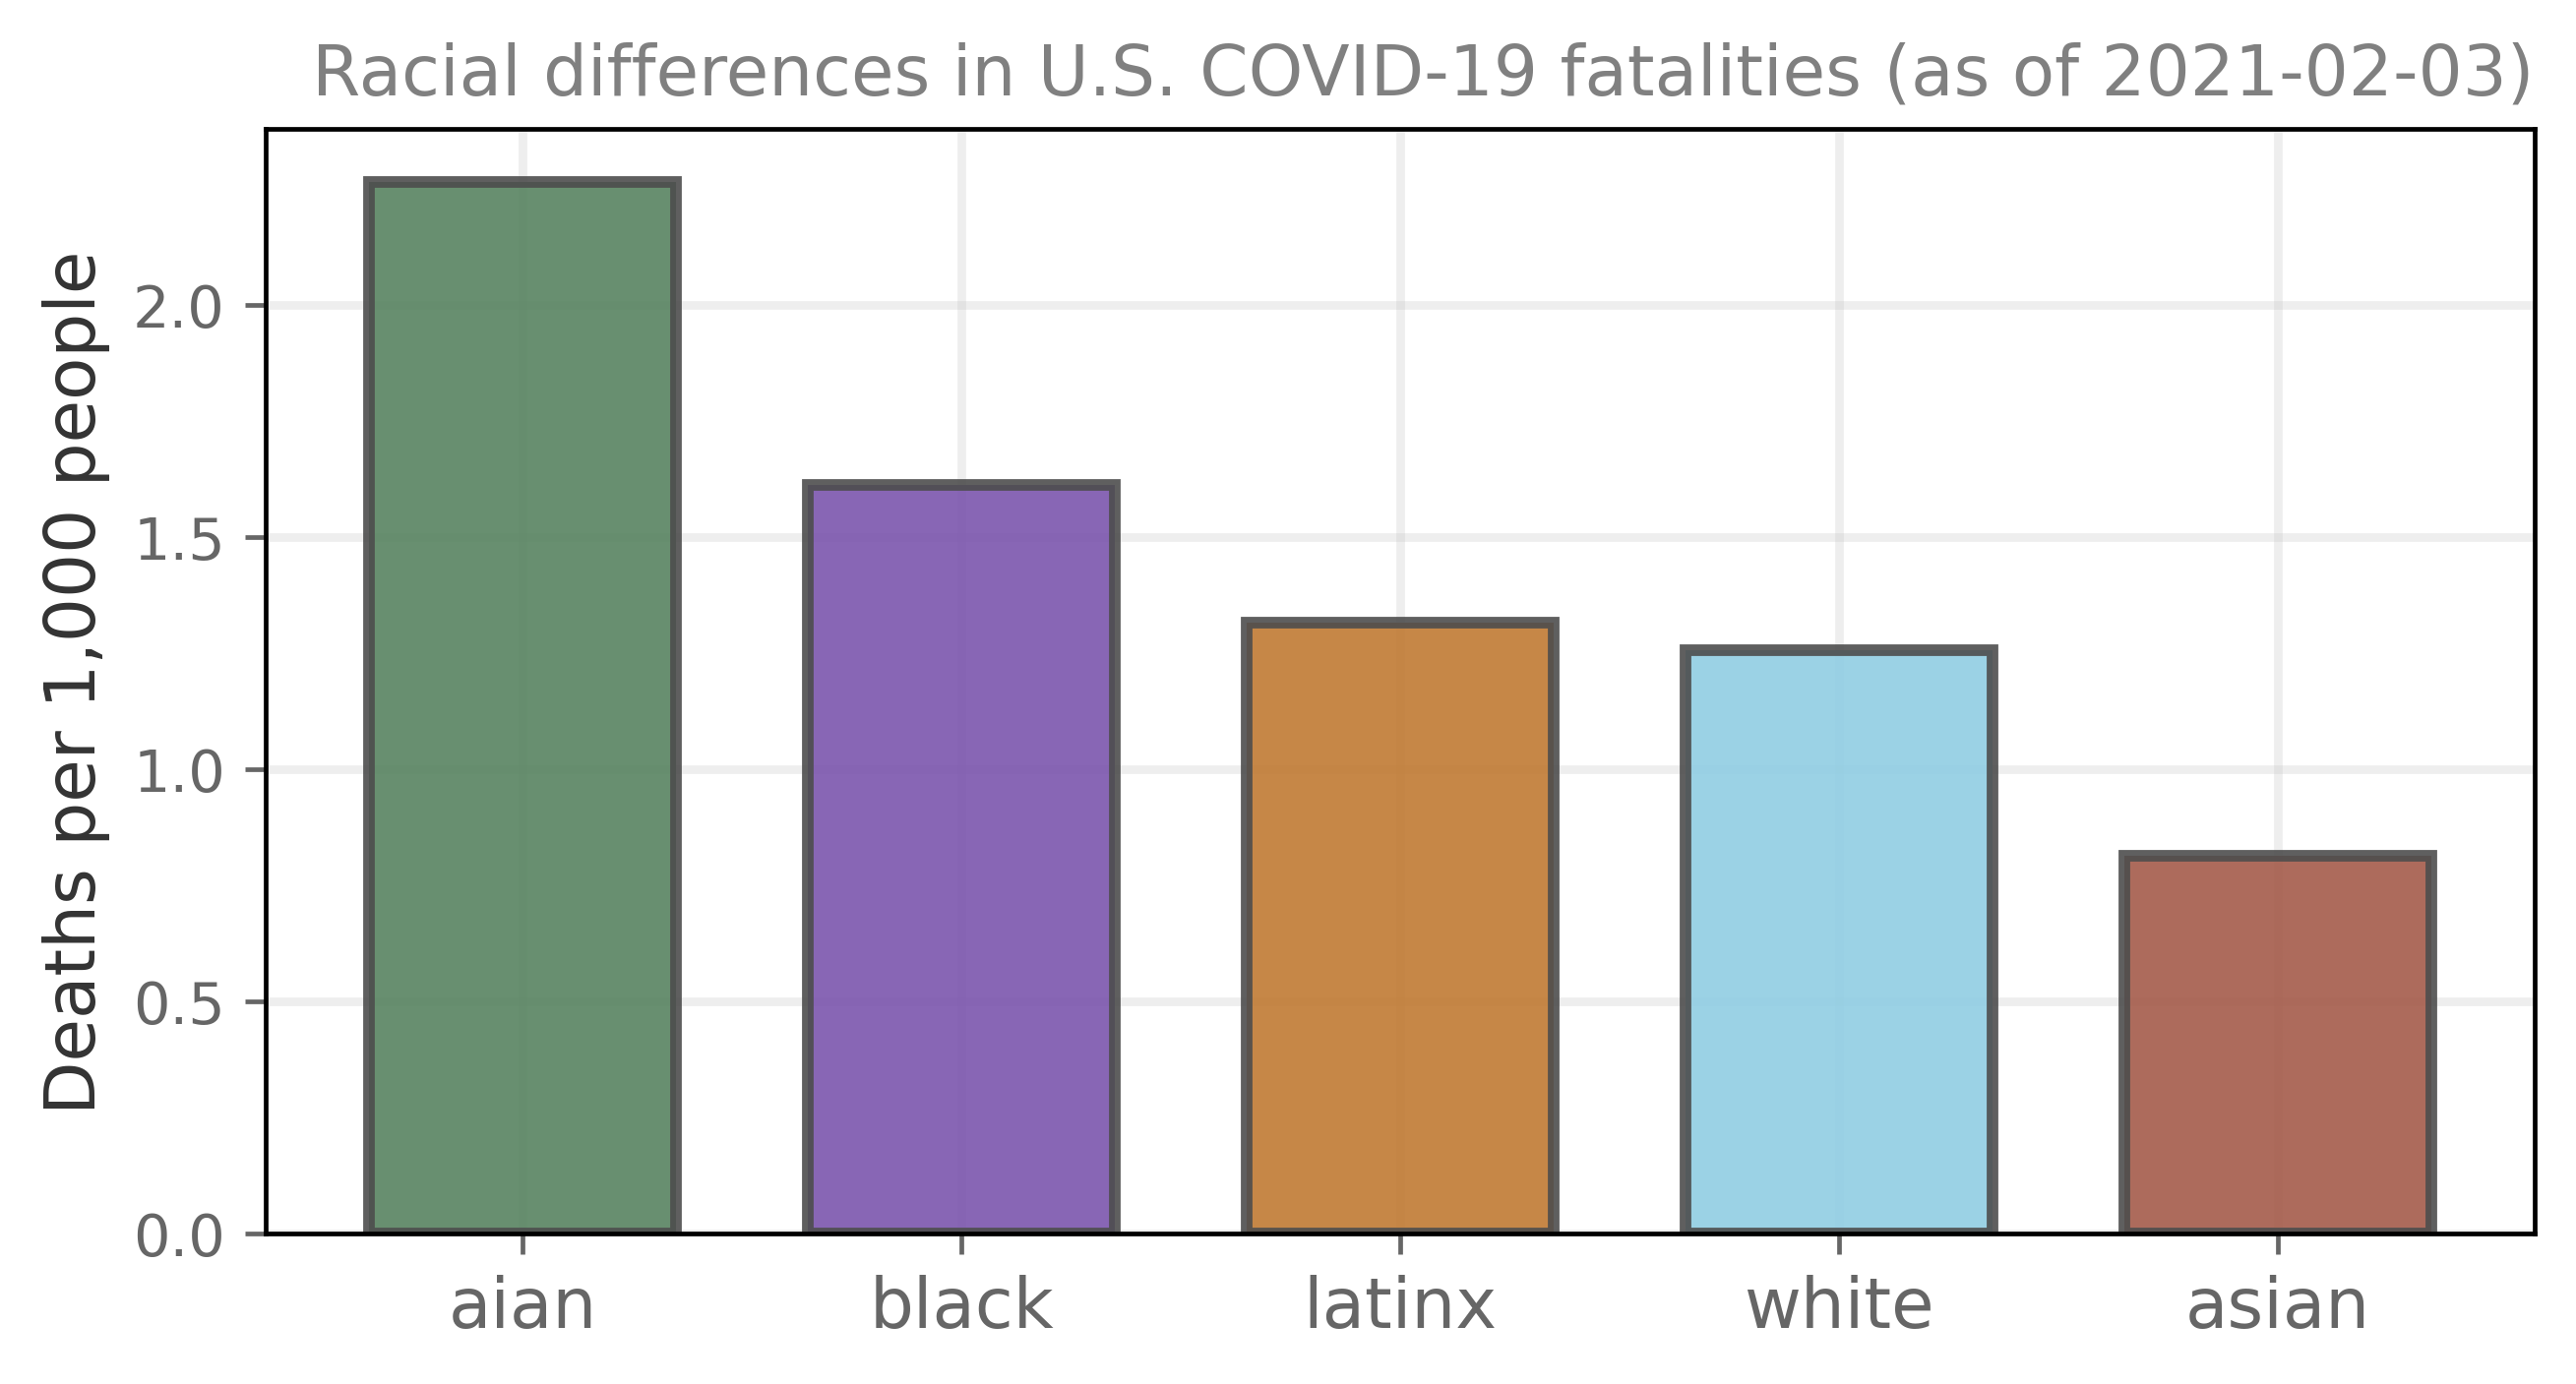 Racial differences in U.S. COVID-19 fatalities (as of 2021-02-03)
Deaths per 1,000 people
2.0
1.5
1.0
0.5
0.0
aian black latinx white asian